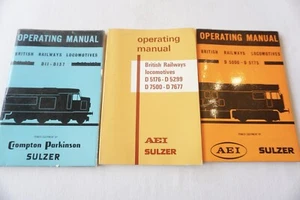 OPERATING MANUAL
BRITISH RAILWAYS LOCOMOTIVES
D11 - D137
Crompton Parkinson
SULZER
operating
manual
British Railways
locomotives
D 5176 - D 5299
D 7500 - D 7677
AEI
SULZER
OPERATING MANUAL
BRITISH RAILWAYS LOCOMOTIVES
AEI
SULZER